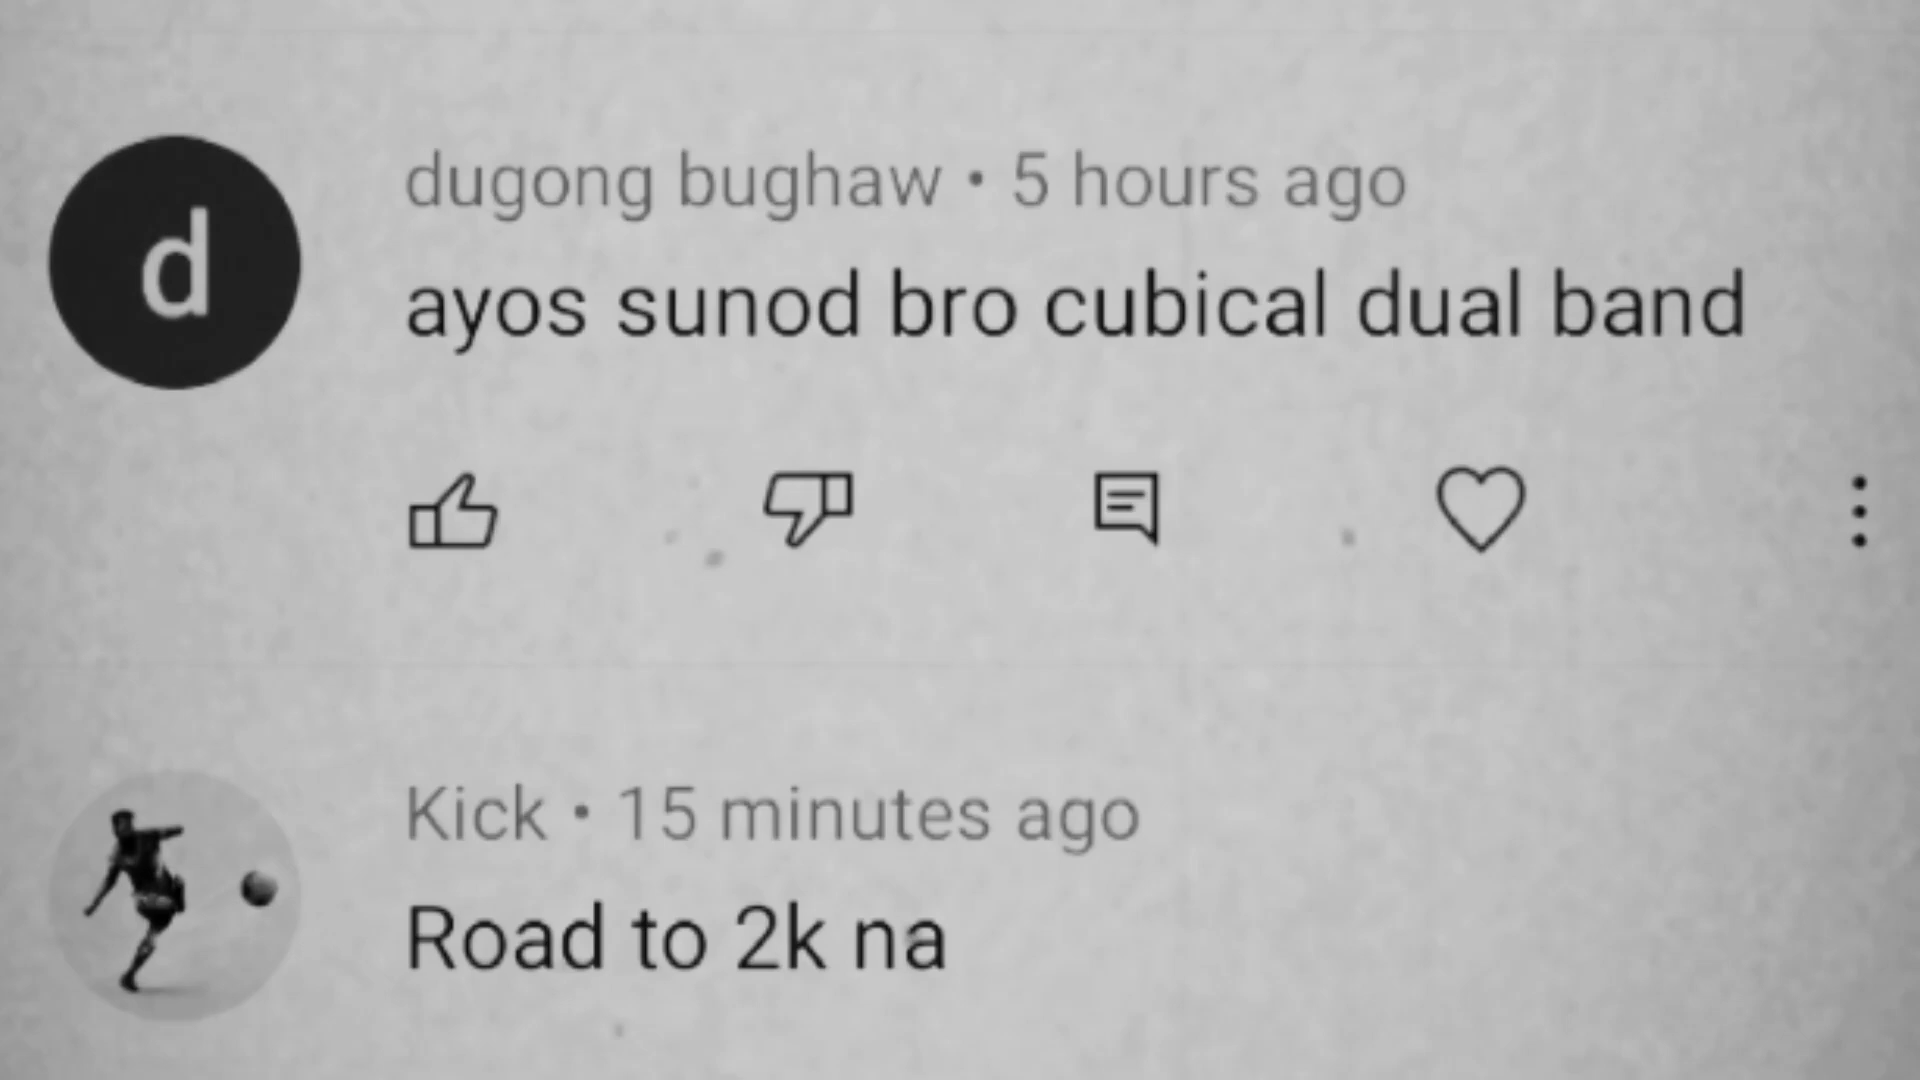 d
dugong bughaw • 5 hours ago
ayos sunod bro cubical dual band
Kick • 15 minutes ago
Road to 2k na